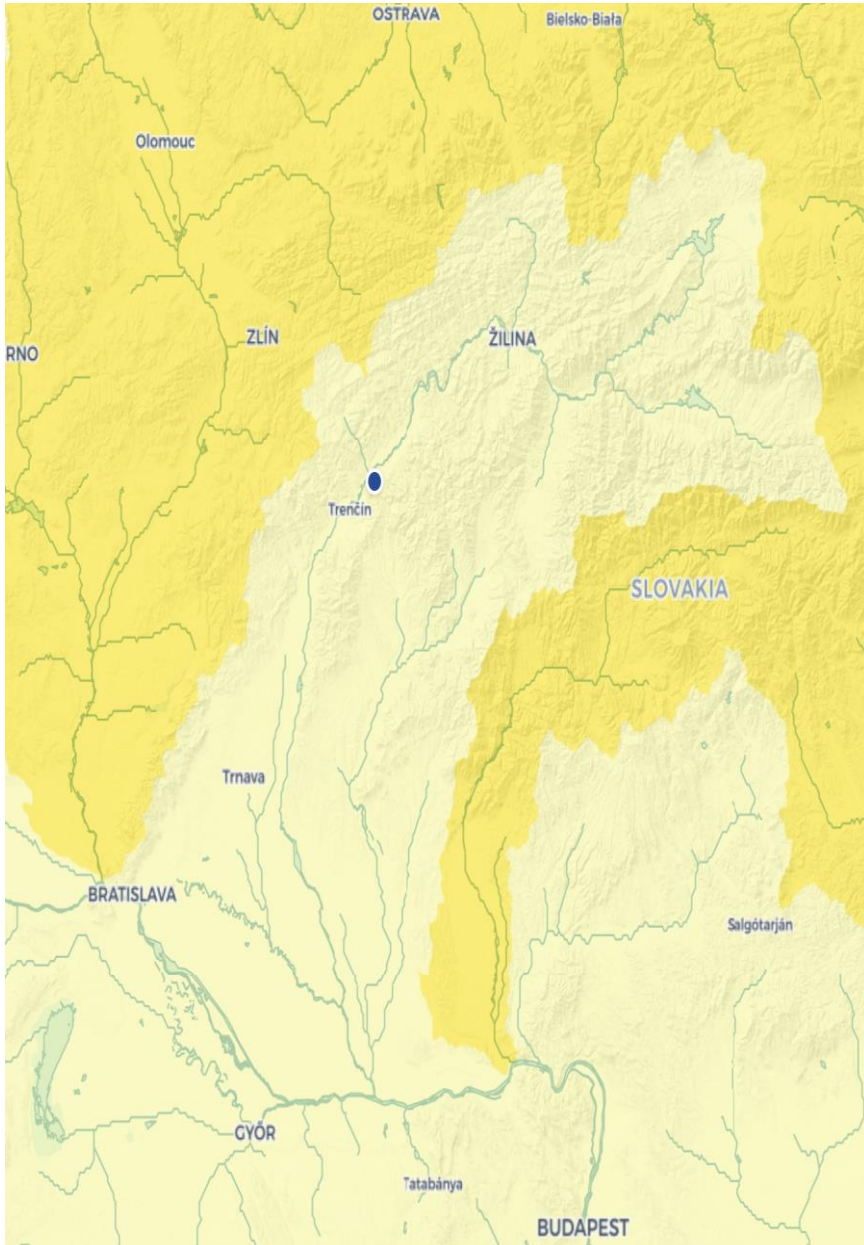 OSTRAVA
Bielsko-Biała
Olomouc
ZLÍN
ŽILINA
RNO
Trenčín
SLOVAKIA
Trnava
BRATISLAVA
Salgótarján
GYŐR
Tatabánya
BUDAPEST